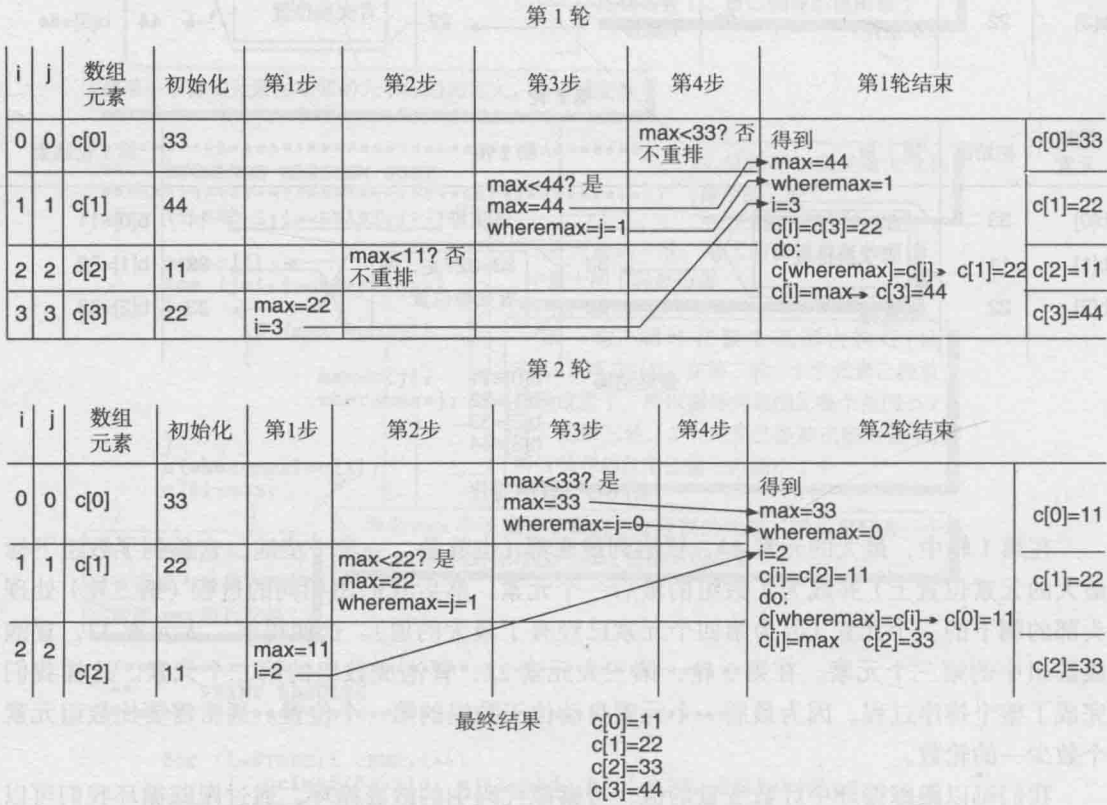 第 1 轮
i j 数组元素 初始化 第1步 第2步 第3步 第4步 第1轮结束
0 0 c[0] 33 max<33? 否 不重排 c[0]=33
1 1 c[1] 44 max<44? 是 max=44 wheremax=j=1 c[1]=22
2 2 c[2] 11 max<11? 否 不重排 c[2]=11
3 3 c[3] 22 max=22 i=3 c[3]=44
得到
max=44
wheremax=1
i=3
c[i]=c[3]=22
do:
c[wheremax]=c[i] c[1]=22
c[i]=max c[3]=44
第 2 轮
i j 数组元素 初始化 第1步 第2步 第3步 第4步 第2轮结束
0 0 c[0] 33 max<33? 是 max=33 wheremax=j=0 c[0]=11
1 1 c[1] 22 max<22? 是 max=22 wheremax=j=1 c[1]=22
2 2 c[2] 11 max=11 i=2 c[2]=33
得到
max=33
wheremax=0
i=2
c[i]=c[2]=11
do:
c[wheremax]=c[i] c[0]=11
c[i]=max c[2]=33
最终结果 c[0]=11
c[1]=22
c[2]=33
c[3]=44